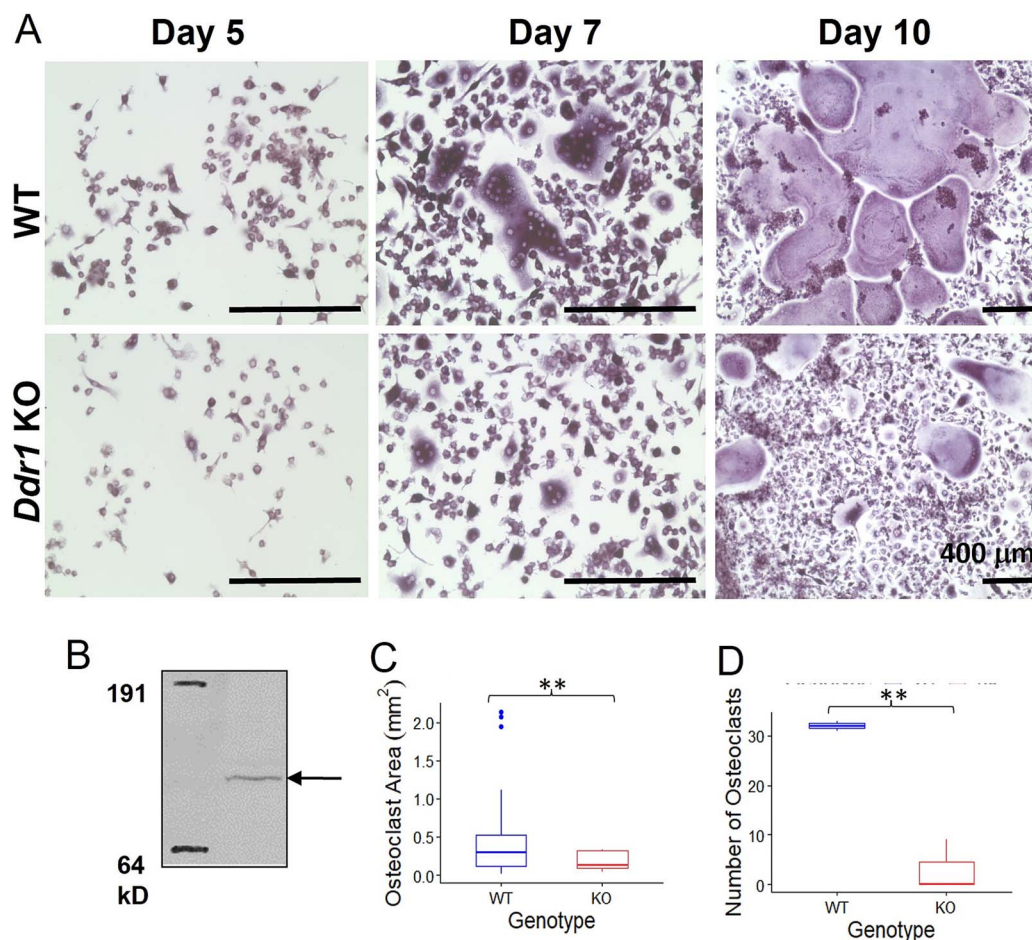 A
Day 5
Day 7
Day 10
WT
Ddr1 KO
400 μm
B
191
64
kD
C
**
Osteoclast Area (mm²)
2.0
1.5
1.0
0.5
0.0
WT
KO
Genotype
D
**
Number of Osteoclasts
30
20
10
0
WT
KO
Genotype